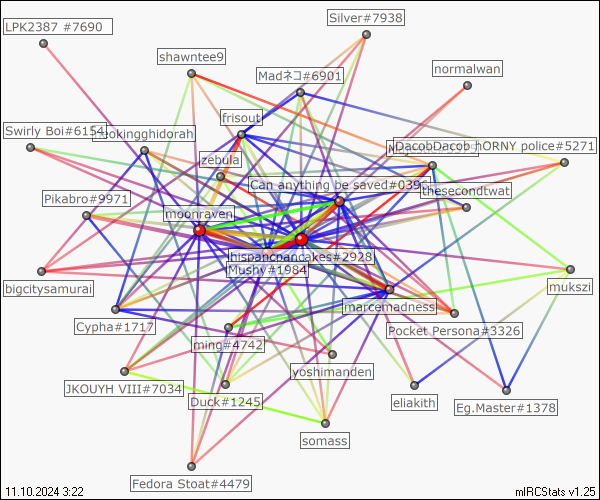 LPK2387 #7690
Silver#7938
shawntee9
Madネコ#6901
normalwan
frisout
Swirly Boi#6154
eokinghidorah
DacobDacob
hORNY police#5271
zebula
Can anything be saved#039
thesecondtwat
Pikabro#9971
moonraven
hispanicpancakes#2928
Mushy#1984
bigcitysamurai
mukszi
marcemadness
Cypha#1717
Pocket Persona#3326
ming#4742
yoshimanden
JKOUYH VIII#7034
Duck#1245
eliakith
Eg.Master#1378
somass
Fedora Stoat#4479
11.10.2024 3:22
mIRCStats v1.25